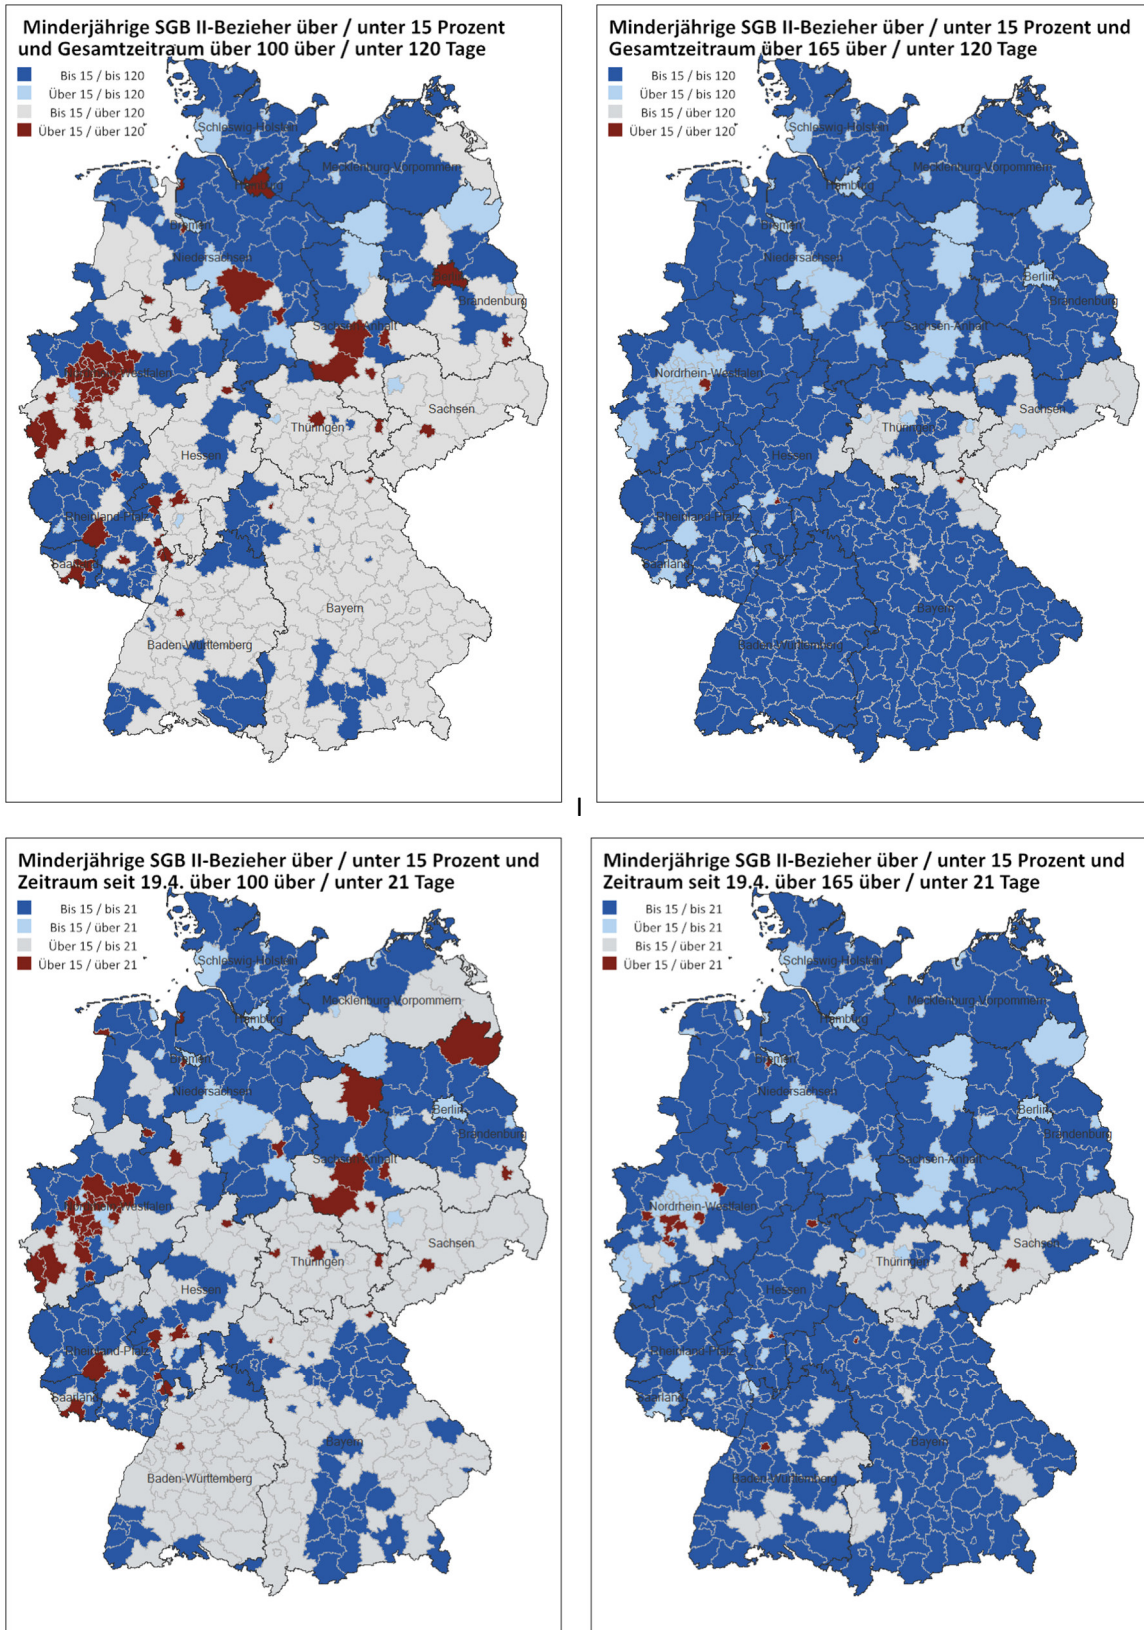 Minderjährige SGB II-Bezieher über / unter 15 Prozent
und Gesamtzeitraum über 100 über / unter 120 Tage
Bis 15 / bis 120
Über 15 / bis 120
Bis 15 / über 120
Über 15 / über 120
Schleswig-Holstein
Mecklenburg-Vorpommern
Hamburg
Bremen
Niedersachsen
Berlin
Brandenburg
Sachsen-Anhalt
Nordrhein-Westfalen
Sachsen
Thüringen
Hessen
Rheinland-Pfalz
Saarland
Bayern
Baden-Württemberg
Minderjährige SGB II-Bezieher über / unter 15 Prozent und
Gesamtzeitraum über 165 über / unter 120 Tage
Bis 15 / bis 120
Über 15 / bis 120
Bis 15 / über 120
Über 15 / über 120
Schleswig-Holstein
Mecklenburg-Vorpommern
Hamburg
Bremen
Niedersachsen
Berlin
Brandenburg
Sachsen-Anhalt
Nordrhein-Westfalen
Sachsen
Thüringen
Hessen
Rheinland-Pfalz
Saarland
Bayern
Baden-Württemberg
Minderjährige SGB II-Bezieher über / unter 15 Prozent und
Zeitraum seit 19.4. über 100 über / unter 21 Tage
Bis 15 / bis 21
Bis 15 / über 21
Über 15 / bis 21
Über 15 / über 21
Schleswig-Holstein
Mecklenburg-Vorpommern
Hamburg
Bremen
Niedersachsen
Berlin
Brandenburg
Sachsen-Anhalt
Nordrhein-Westfalen
Sachsen
Thüringen
Hessen
Rheinland-Pfalz
Saarland
Bayern
Baden-Württemberg
Minderjährige SGB II-Bezieher über / unter 15 Prozent und
Zeitraum seit 19.4. über 165 über / unter 21 Tage
Bis 15 / bis 21
Über 15 / bis 21
Bis 15 / über 21
Über 15 / über 21
Schleswig-Holstein
Mecklenburg-Vorpommern
Hamburg
Bremen
Niedersachsen
Berlin
Brandenburg
Sachsen-Anhalt
Nordrhein-Westfalen
Sachsen
Thüringen
Hessen
Rheinland-Pfalz
Saarland
Bayern
Baden-Württemberg